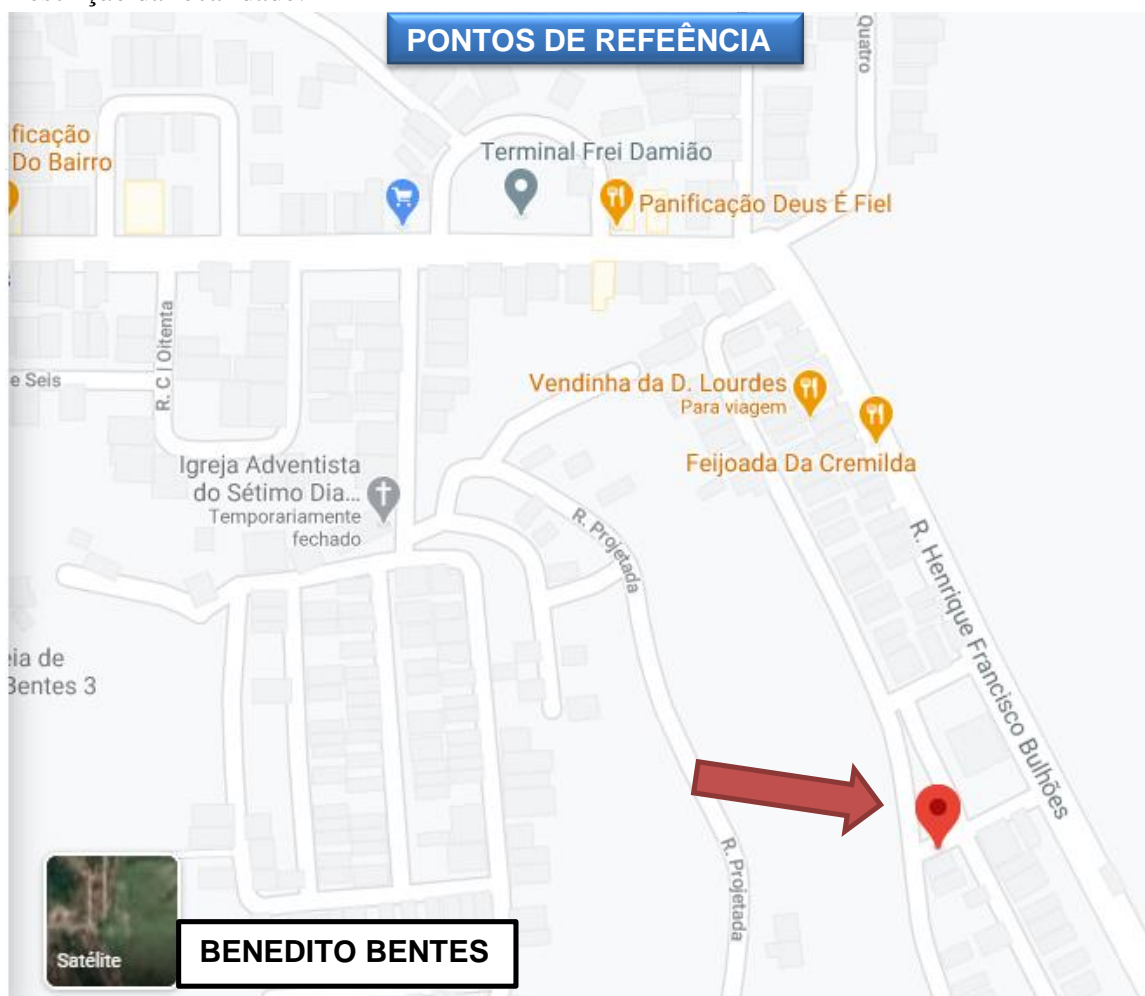 PONTOS DE REFEÊNCIA
Quatro
ficação
Do Bairro
Terminal Frei Damião
Panificação Deus É Fiel
R. C | Oitenta
e Seis
Vendinha da D. Lourdes
Para viagem
Feijoada Da Cremilda
Igreja Adventista
do Sétimo Dia...
Temporariamente
fechado
R. Projetada
R. Henrique Francisco Bulhões
eia de
Bentes 3
R. Projetada
Satélite
BENEDITO BENTES